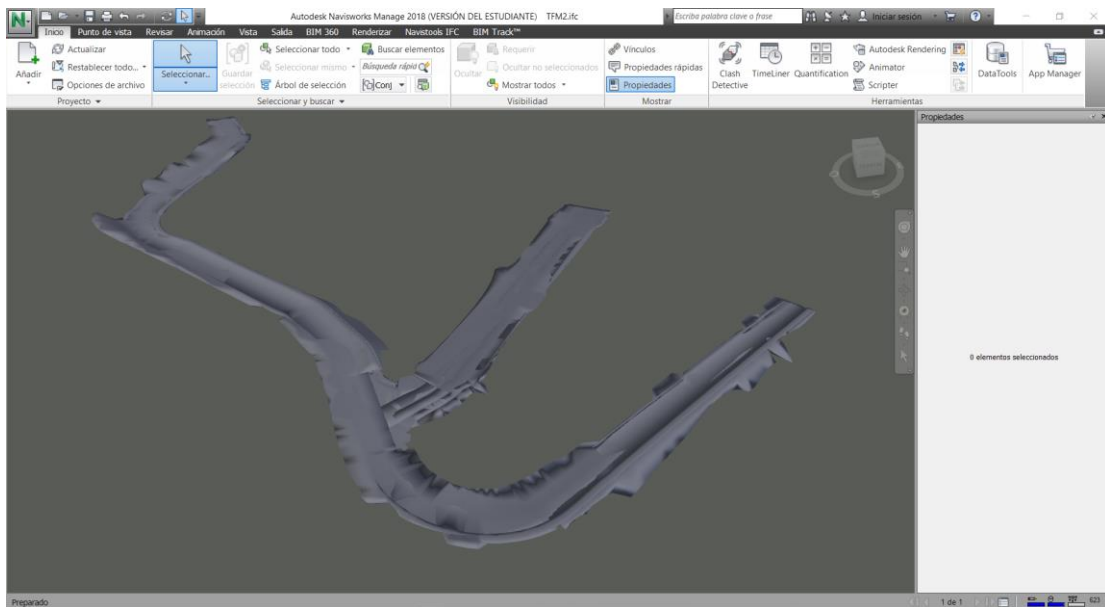 Autodesk Navisworks Manage 2018 (VERSIÓN DEL ESTUDIANTE) TFM2.ifc
Escriba palabra clave o frase
Iniciar sesión
Inicio Punto de vista Revisar Animación Vista Salida BIM 360 Renderizar Navistools IFC BIM Track™
Añadir
Actualizar
Restablecer todo...
Opciones de archivo
Proyecto
Seleccionar...
Guardar selección
Seleccionar todo
Seleccionar mismo
Árbol de selección
Buscar elementos
Búsqueda rápida
Conj
Seleccionar y buscar
Ocultar
Requerir
Ocultar no seleccionados
Mostrar todos
Visibilidad
Vínculos
Propiedades rápidas
Propiedades
Mostrar
Clash Detective
TimeLiner
Quantification
Autodesk Rendering
Animator
Scripter
Herramientas
DataTools
App Manager
Propiedades
0 elementos seleccionados
Preparado
1 de 1
623